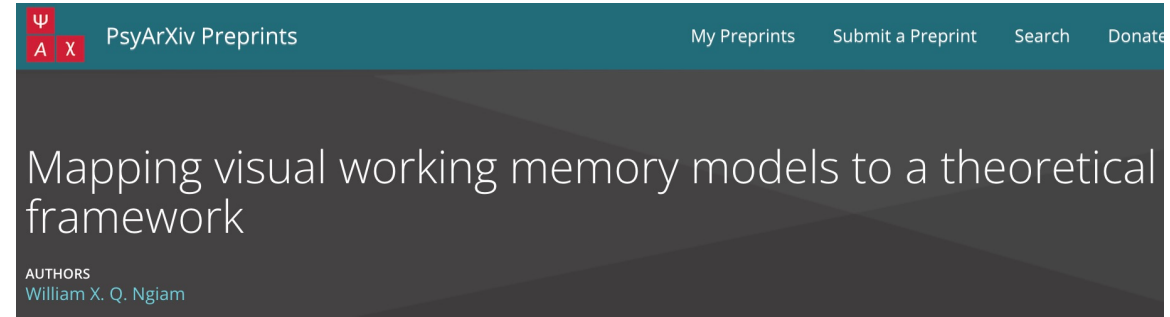 Ψ
Α Χ
PsyArXiv Preprints
My Preprints Submit a Preprint Search Donate
Mapping visual working memory models to a theoretical
framework
AUTHORS
William X. Q. Ngiam